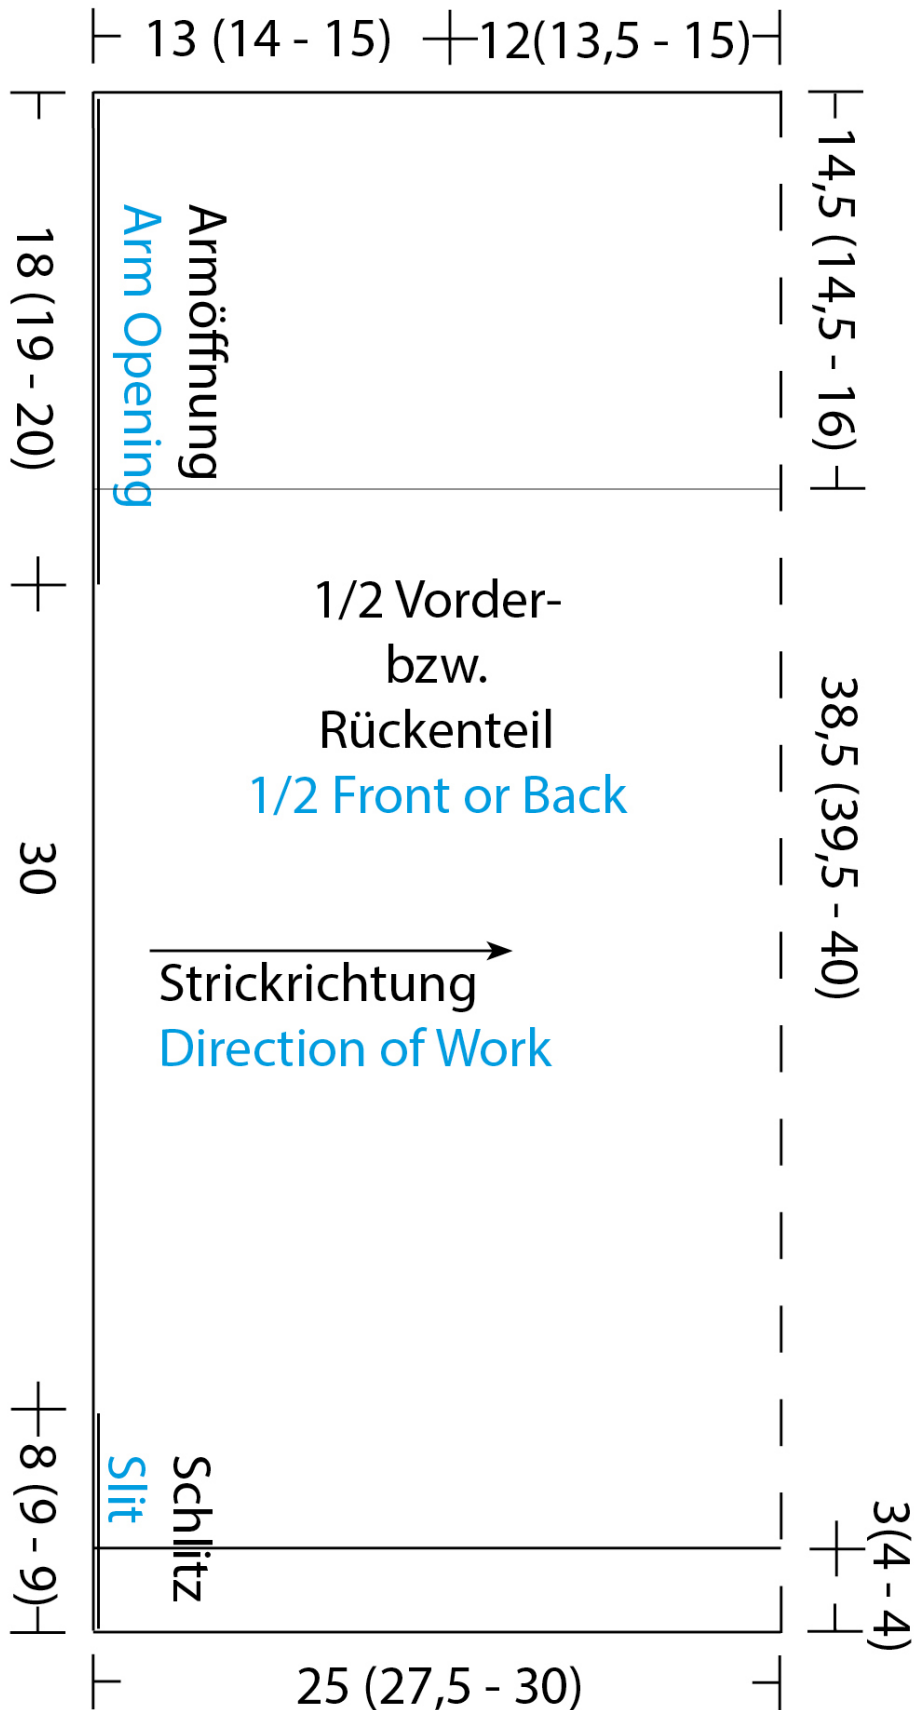 13 (14 - 15)
12(13,5 - 15)
14,5 (14,5 - 16)
18 (19 - 20)
Armöffnung
Arm Opening
1/2 Vorder-
bzw.
Rückenteil
1/2 Front or Back
38,5 (39,5 - 40)
30
Strickrichtung
Direction of Work
8 (9 - 9)
Schlitz
Slit
3(4 - 4)
25 (27,5 - 30)